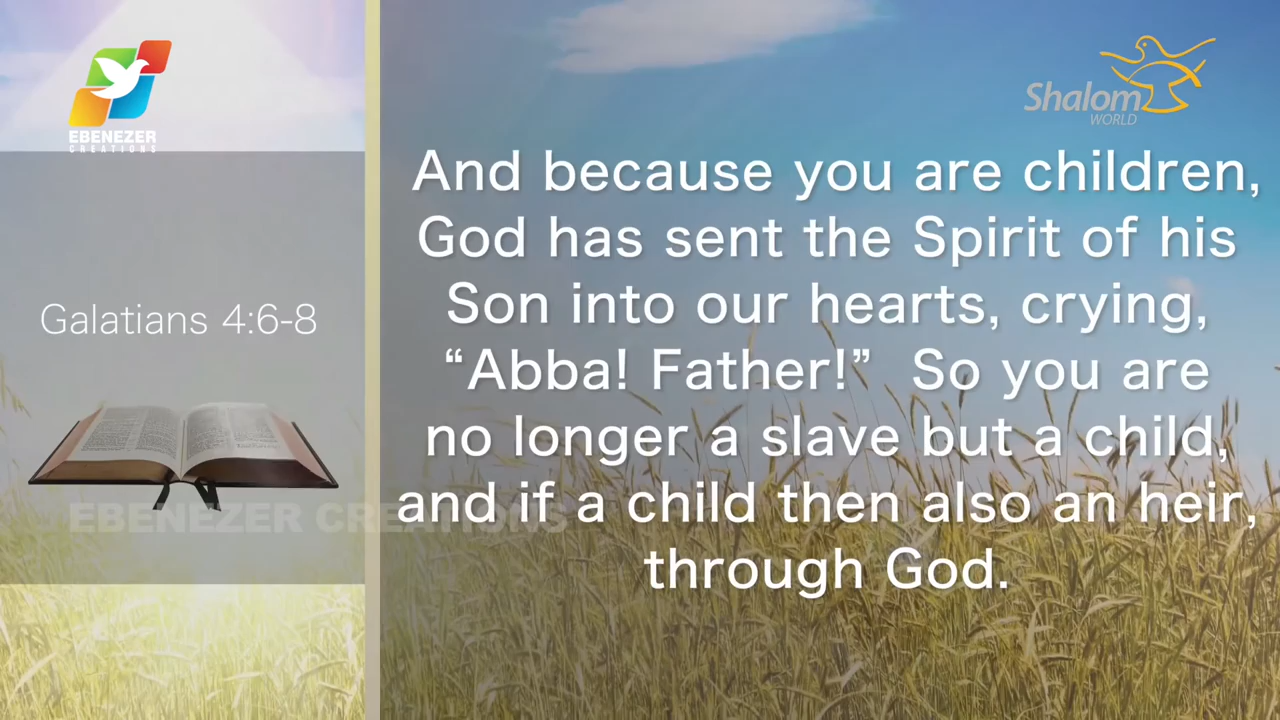 EBENEZER
CREATIONS
Shalom
WORLD
Galatians 4:6-8
And because you are children,
God has sent the Spirit of his
Son into our hearts, crying,
“Abba! Father!”  So you are
no longer a slave but a child,
and if a child then also an heir,
through God.
EBENEZER CREATIONS